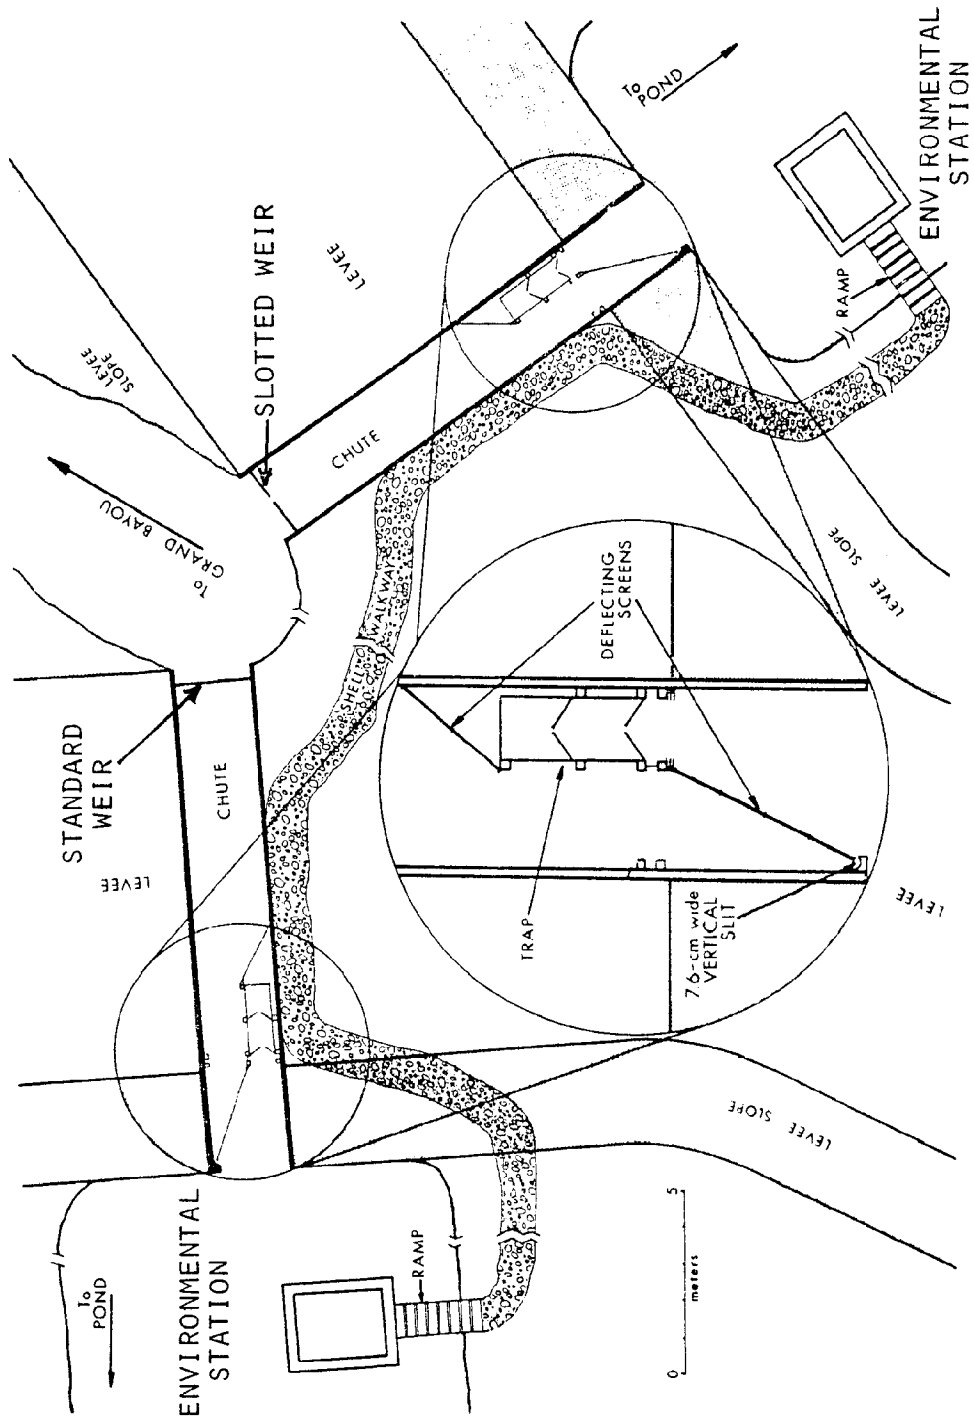 To
POND
ENVIRONMENTAL
STATION
RAMP
LEVEE
SLOTTED WEIR
LEVEE
SLOPE
CHUTE
To
GRAND BAYOU
SHELL WALKWAY
STANDARD
WEIR
CHUTE
LEVEE
DEFLECTING
SCREENS
TRAP
7.6-cm wide
VERTICAL
SLIT
LEVEE SLOPE
LEVEE
LEVEE SLOPE
ENVIRONMENTAL
STATION
To
POND
RAMP
0 5
meters